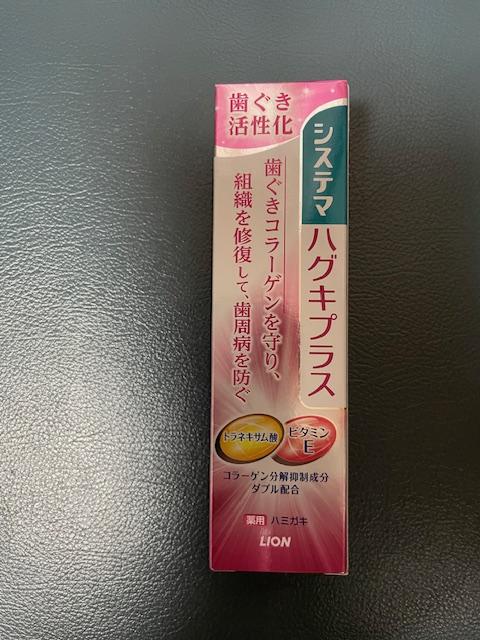 歯ぐき
活性化
システマ
ハグキプラス
歯ぐきコラーゲンを守り、
組織を修復して、歯周病を防ぐ
トラネキサム酸
ビタミン
E
コラーゲン分解抑制成分
ダブル配合
薬用 ハミガキ
LION